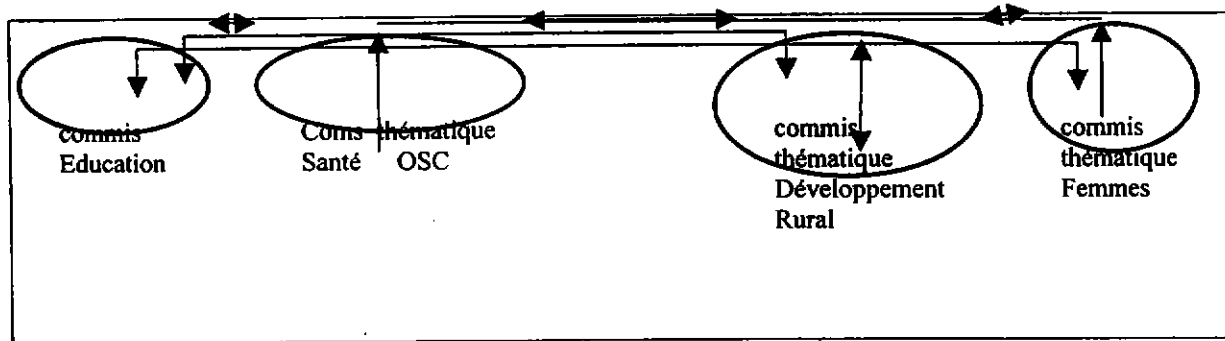 commis
Education
Coms thématique
Santé OSC
commis
thématique
Développement
Rural
commis
thématique
Femmes